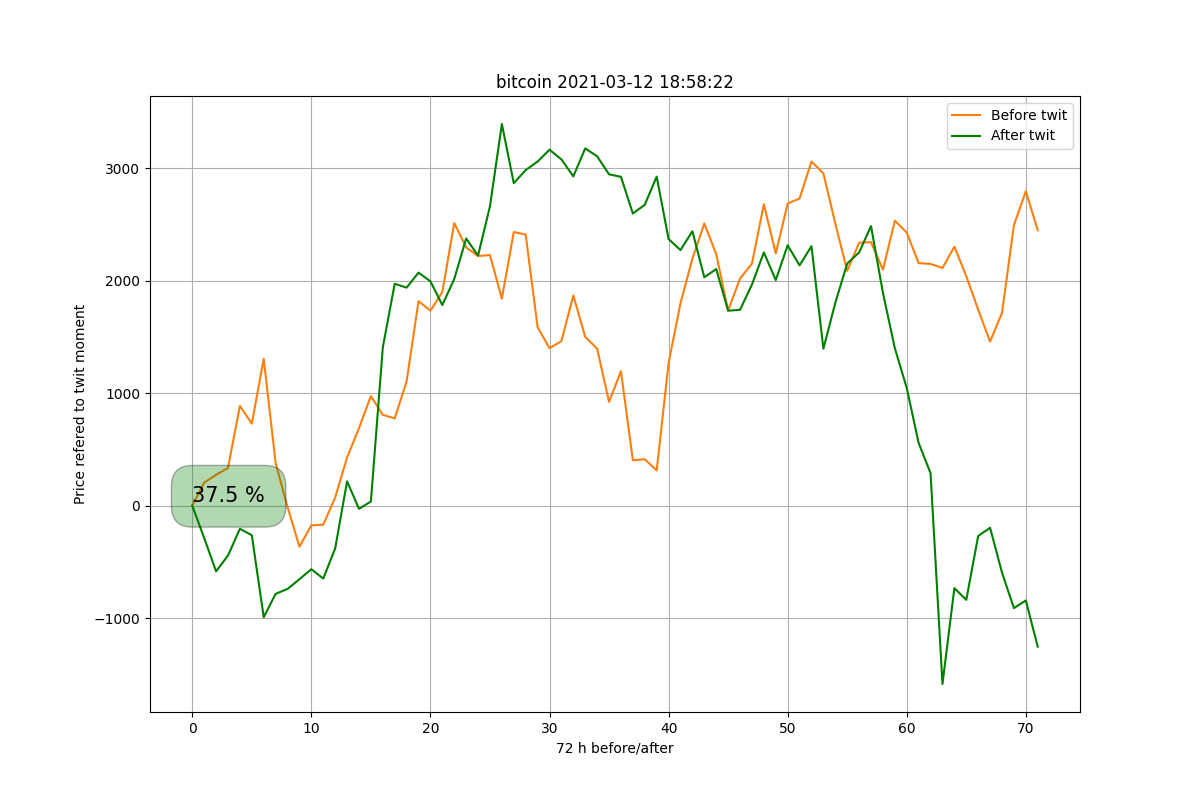 bitcoin 2021-03-12 18:58:22
Before twit
After twit
Price refered to twit moment
3000
2000
1000
0
−1000
37.5 %
0 10 20 30 40 50 60 70
72 h before/after